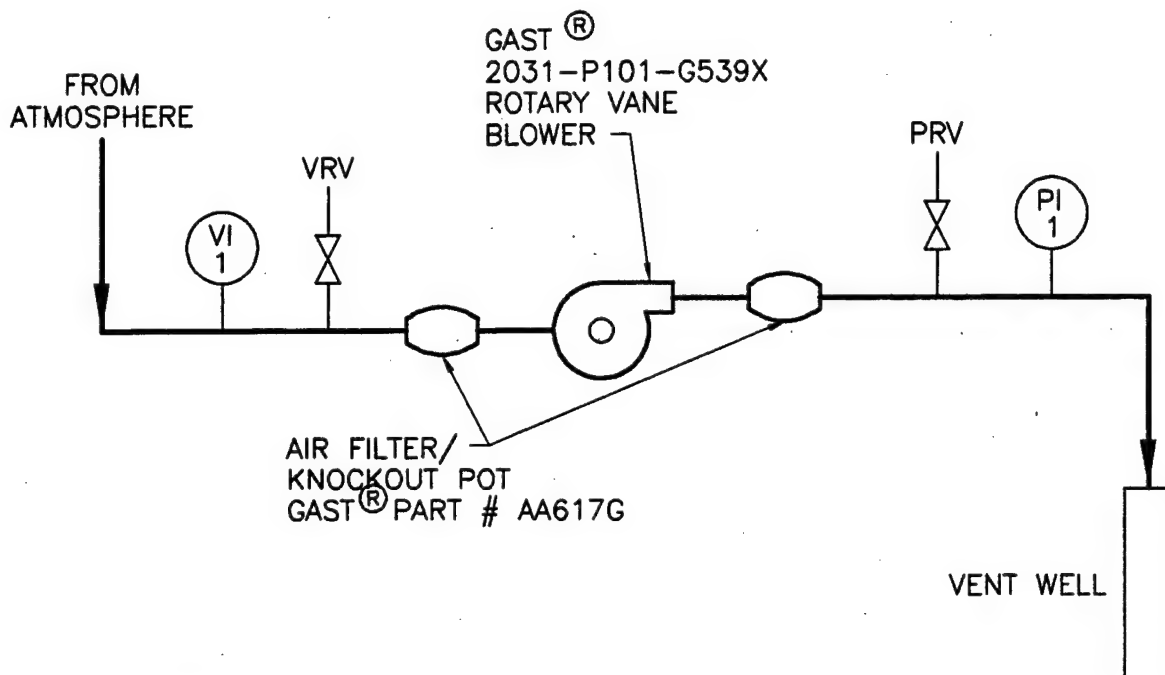 FROM
ATMOSPHERE
VI
1
VRV
GAST ®
2031-P101-G539X
ROTARY VANE
BLOWER
PRV
PI
1
AIR FILTER/
KNOCKOUT POT
GAST® PART # AA617G
VENT WELL